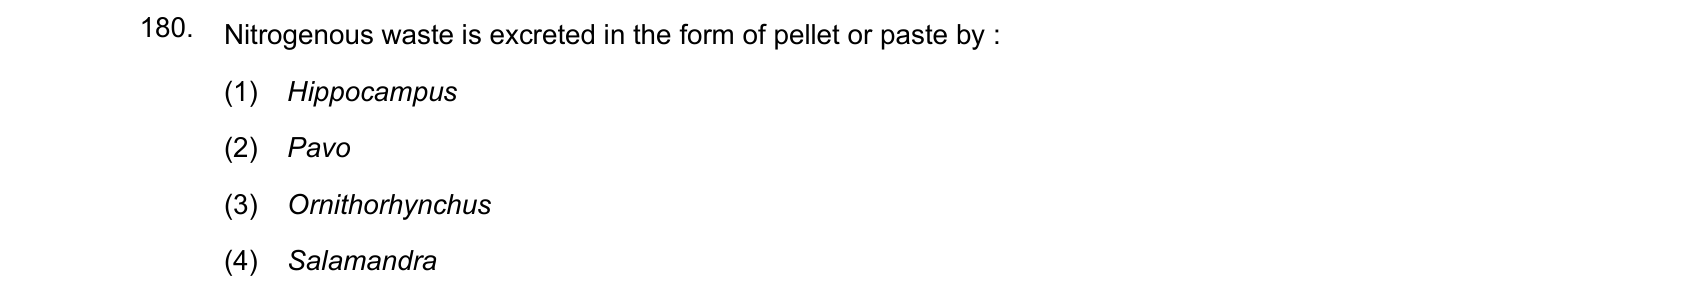 180. Nitrogenous waste is excreted in the form of pellet or paste by :
(1) Hippocampus
(2) Pavo
(3) Ornithorhynchus
(4) Salamandra